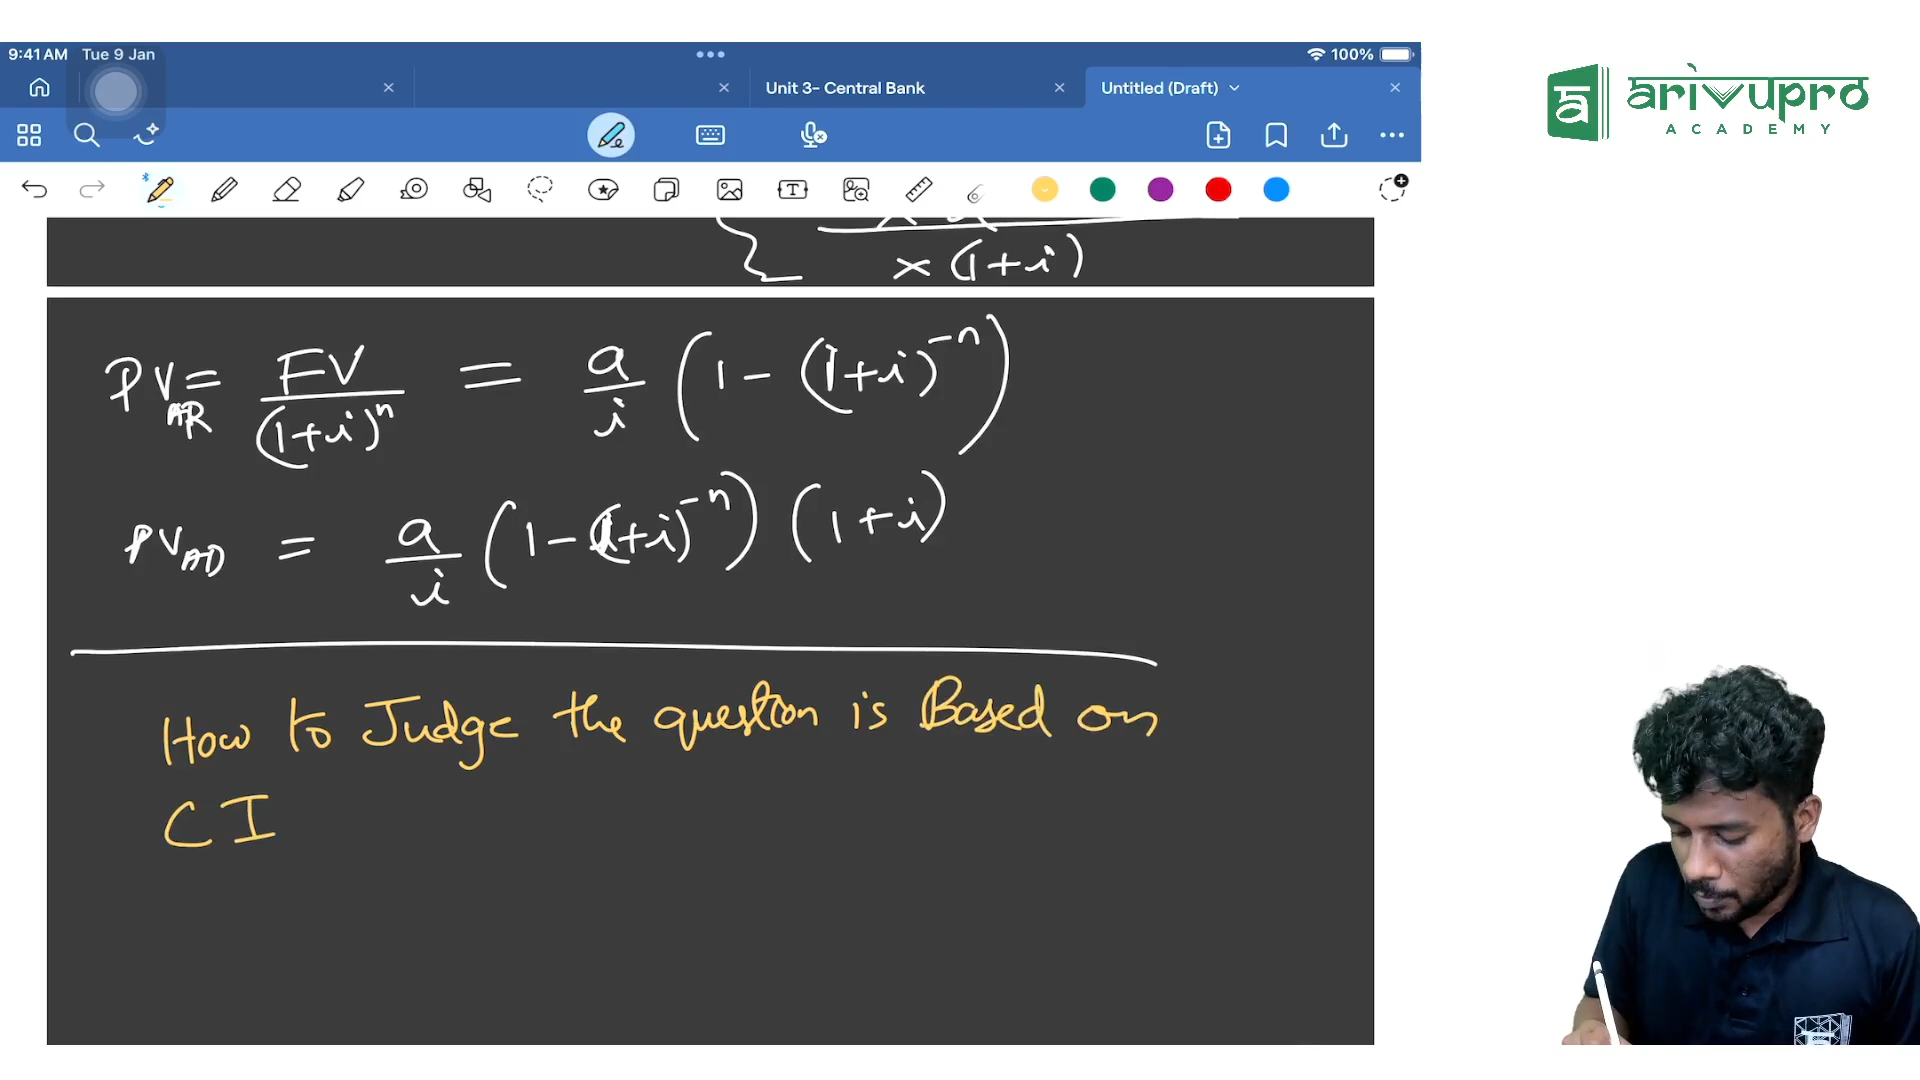 9:41 AM Tue 9 Jan
100%
Unit 3- Central Bank
Untitled (Draft)
arivupro
ACADEMY
× (1+i)
PV_AR = FV/(1+i)^n = a/i (1 - (1+i)^-n)
PV_AD = a/i (1 - (1+i)^-n) (1+i)
How to Judge the question is Based on
CI